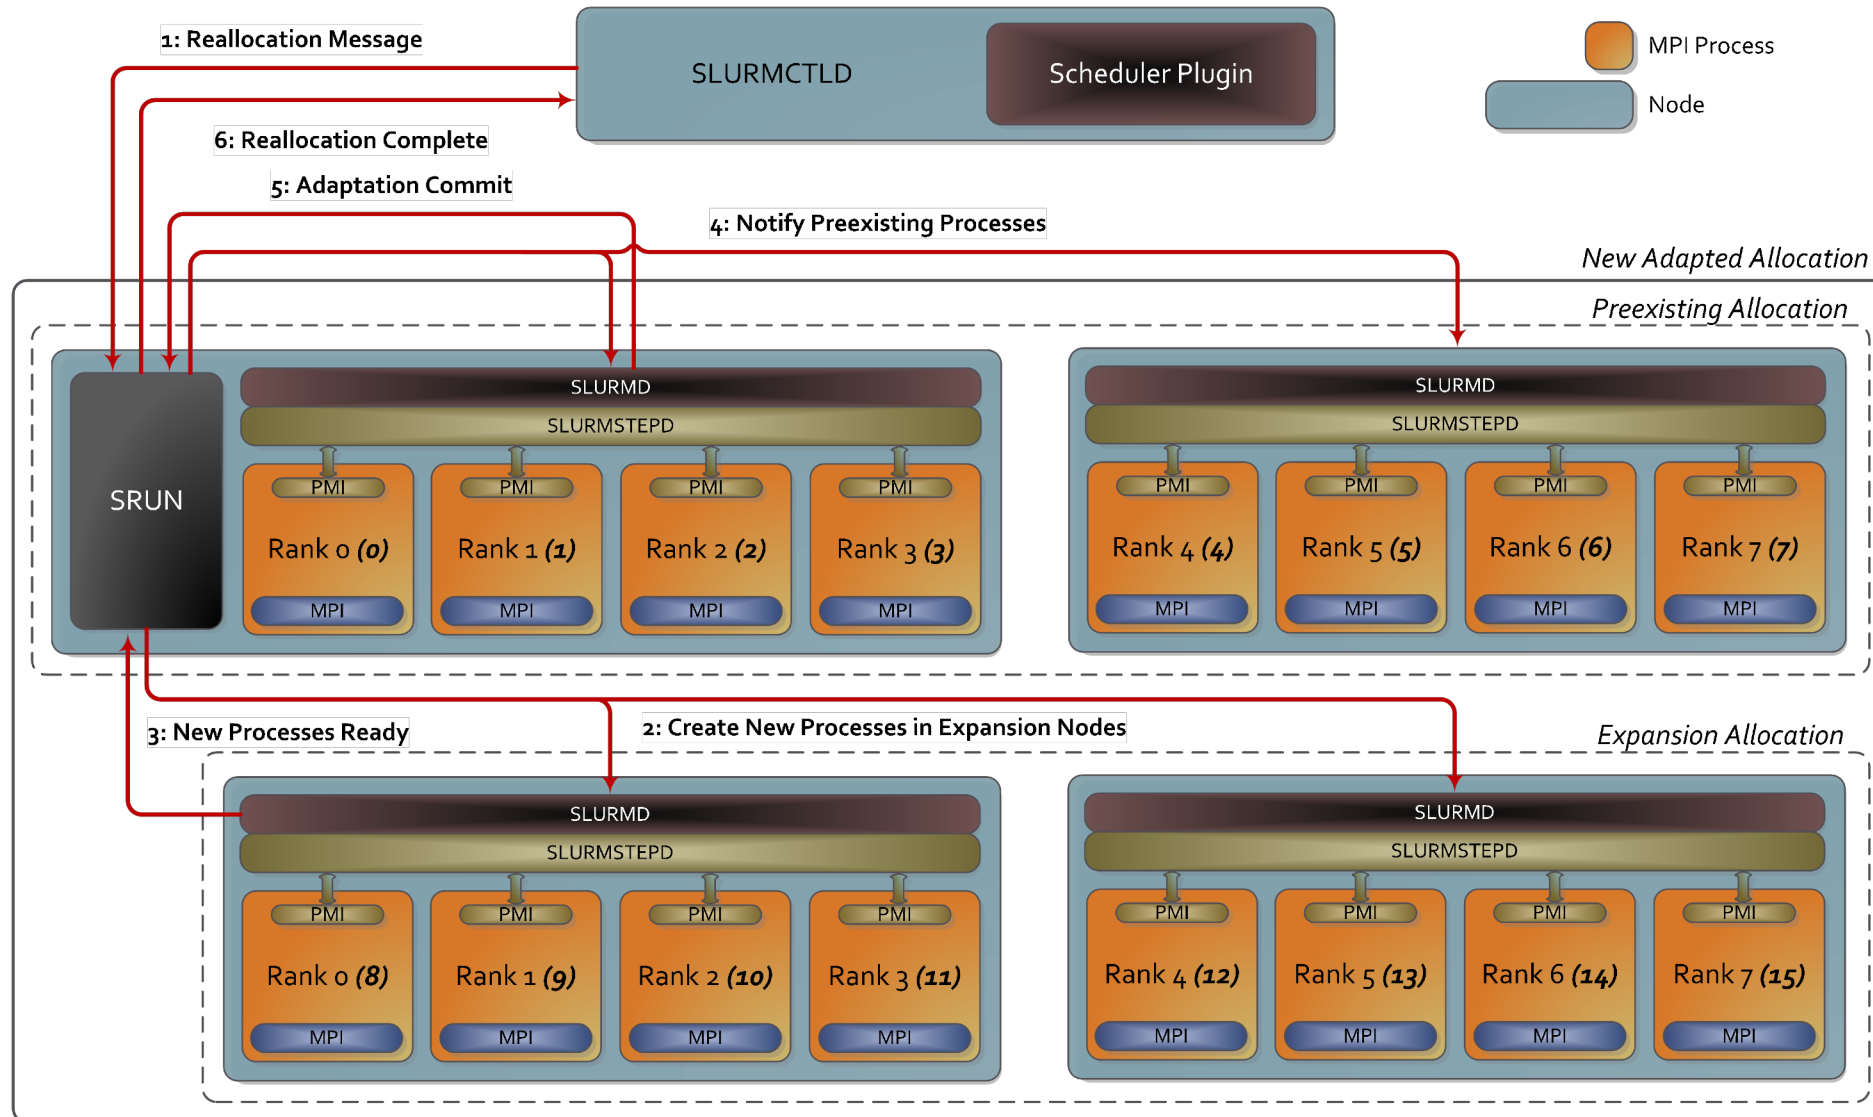 1: Reallocation Message
SLURMCTLD
Scheduler Plugin
MPI Process
Node
6: Reallocation Complete
5: Adaptation Commit
4: Notify Preexisting Processes
New Adapted Allocation
Preexisting Allocation
SRUN
SLURMD
SLURMSTEPD
PMI
PMI
PMI
PMI
Rank 0 (0)
Rank 1 (1)
Rank 2 (2)
Rank 3 (3)
MPI
MPI
MPI
MPI
SLURMD
SLURMSTEPD
PMI
PMI
PMI
PMI
Rank 4 (4)
Rank 5 (5)
Rank 6 (6)
Rank 7 (7)
MPI
MPI
MPI
MPI
3: New Processes Ready
2: Create New Processes in Expansion Nodes
Expansion Allocation
SLURMD
SLURMSTEPD
PMI
PMI
PMI
PMI
Rank 0 (8)
Rank 1 (9)
Rank 2 (10)
Rank 3 (11)
MPI
MPI
MPI
MPI
SLURMD
SLURMSTEPD
PMI
PMI
PMI
PMI
Rank 4 (12)
Rank 5 (13)
Rank 6 (14)
Rank 7 (15)
MPI
MPI
MPI
MPI